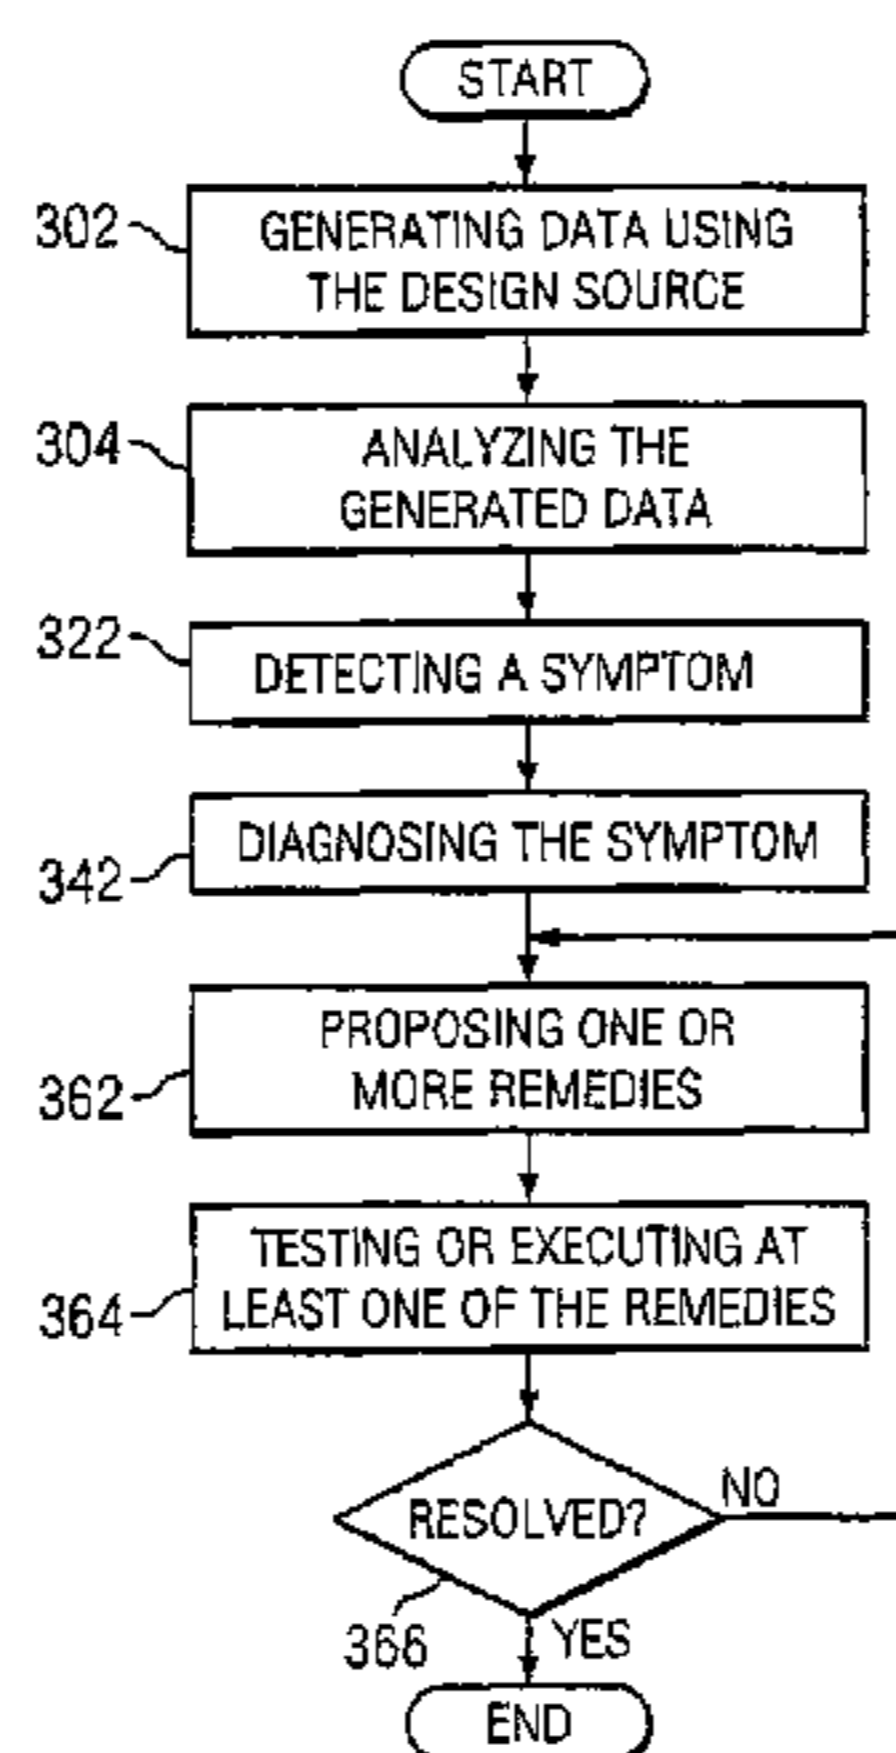 START
302
GENERATING DATA USING
THE DESIGN SOURCE
304
ANALYZING THE
GENERATED DATA
322
DETECTING A SYMPTOM
342
DIAGNOSING THE SYMPTOM
362
PROPOSING ONE OR
MORE REMEDIES
364
TESTING OR EXECUTING AT
LEAST ONE OF THE REMEDIES
RESOLVED?
NO
366
YES
END